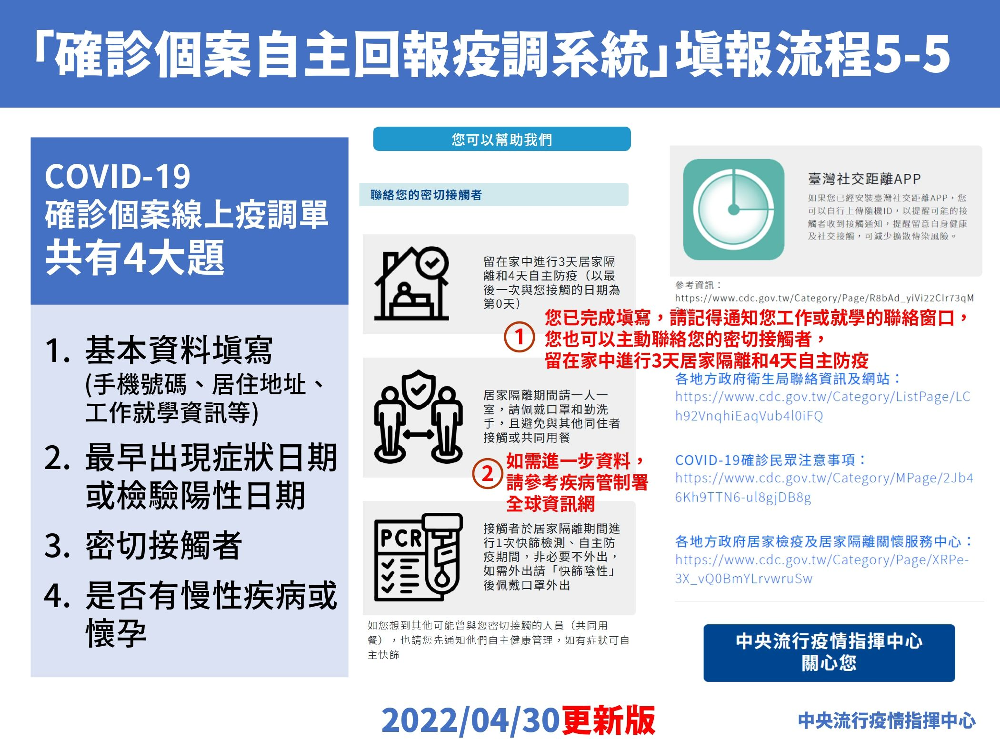 「確診個案自主回報疫調系統」填報流程5-5
COVID-19
確診個案線上疫調單
共有4大題
1. 基本資料填寫
(手機號碼、居住地址、
工作就學資訊等)
2. 最早出現症狀日期
或檢驗陽性日期
3. 密切接觸者
4. 是否有慢性疾病或
懷孕
您可以幫助我們
聯絡您的密切接觸者
留在家中進行3天居家隔
離和4天自主防疫（以最
後一次與您接觸的日期為
第0天）
① 您已完成填寫，請記得通知您工作或就學的聯絡窗口，
您也可以主動聯絡您的密切接觸者，
留在家中進行3天居家隔離和4天自主防疫
居家隔離期間請一人一
室，請佩戴口罩和勤洗
手，且避免與其他同住者
接觸或共同用餐
② 如需進一步資料，
請參考疾病管制署
全球資訊網
PCR
接觸者於居家隔離期間進
行1次快篩檢測、自主防
疫期間，非必要不外出，
如需外出請「快篩陰性」
後佩戴口罩外出
如您想到其他可能曾與您密切接觸的人員（共同用
餐），也請您先通知他們自主健康管理，如有症狀可自
主快篩
臺灣社交距離APP
如果您已經安裝臺灣社交距離APP，您
可以自行上傳隨機ID，以提醒可能的接
觸者收到接觸通知，提醒留意自身健康
及社交接觸，可減少擴散傳染風險。
參考資訊：
https://www.cdc.gov.tw/Category/Page/R8bAd_yiVi22CIr73qM
各地方政府衛生局聯絡資訊及網站：
https://www.cdc.gov.tw/Category/ListPage/LC
h92VnqhiEaqVub4l0iFQ
COVID-19確診民眾注意事項：
https://www.cdc.gov.tw/Category/MPage/2Jb4
6Kh9TTN6-ul8gjDB8g
各地方政府居家檢疫及居家隔離關懷服務中心：
https://www.cdc.gov.tw/Category/Page/XRPe-
3X_vQ0BmYLrvwruSw
中央流行疫情指揮中心
關心您
2022/04/30更新版
中央流行疫情指揮中心